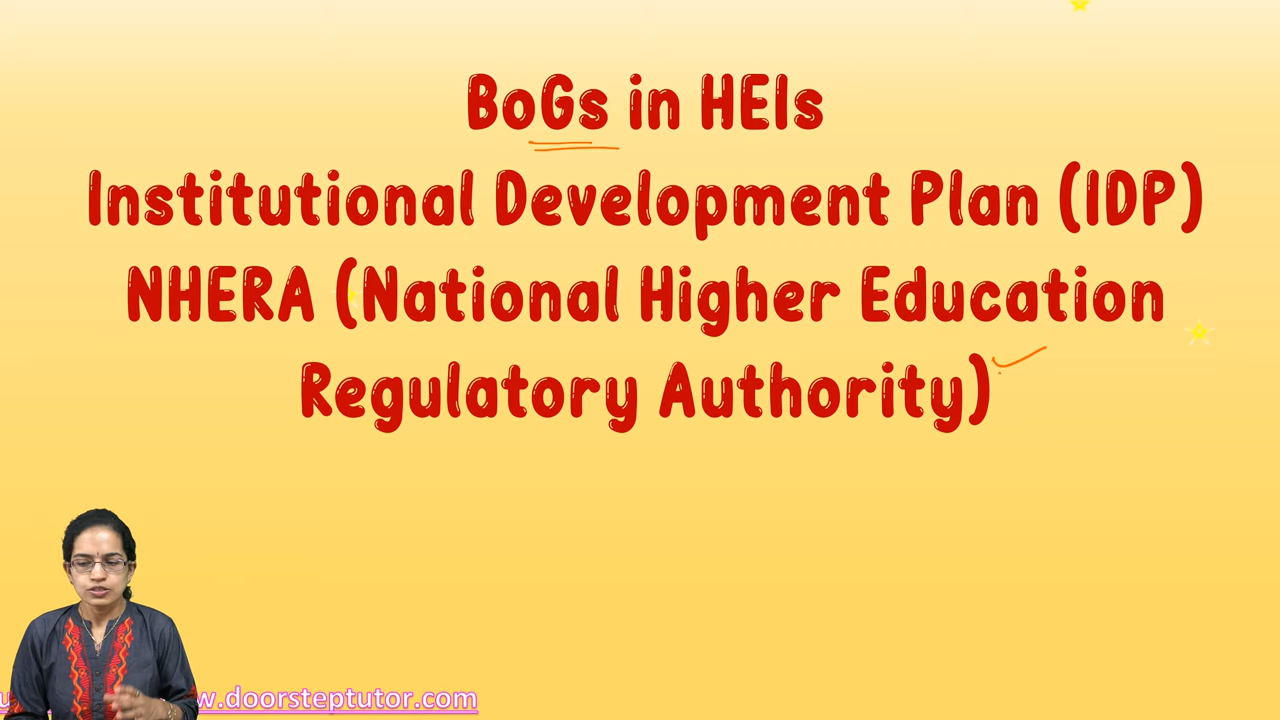 BoGs in HEIs
Institutional Development Plan (IDP)
NHERA (National Higher Education
Regulatory Authority)
w.doorsteptutor.com